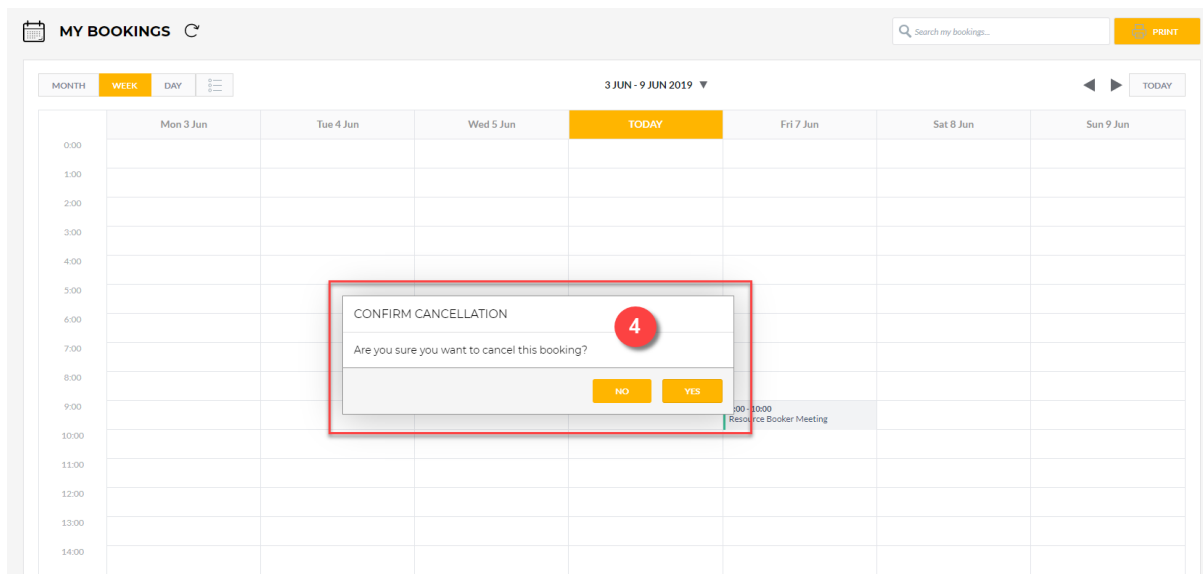 MY BOOKINGS
Search my bookings...
PRINT
MONTH WEEK DAY
3 JUN - 9 JUN 2019
TODAY
Mon 3 Jun Tue 4 Jun Wed 5 Jun TODAY Fri 7 Jun Sat 8 Jun Sun 9 Jun
0:00
1:00
2:00
3:00
4:00
5:00
6:00
7:00
8:00
9:00
10:00
11:00
12:00
13:00
14:00
CONFIRM CANCELLATION
4
Are you sure you want to cancel this booking?
NO YES
:00 - 10:00
Resource Booker Meeting